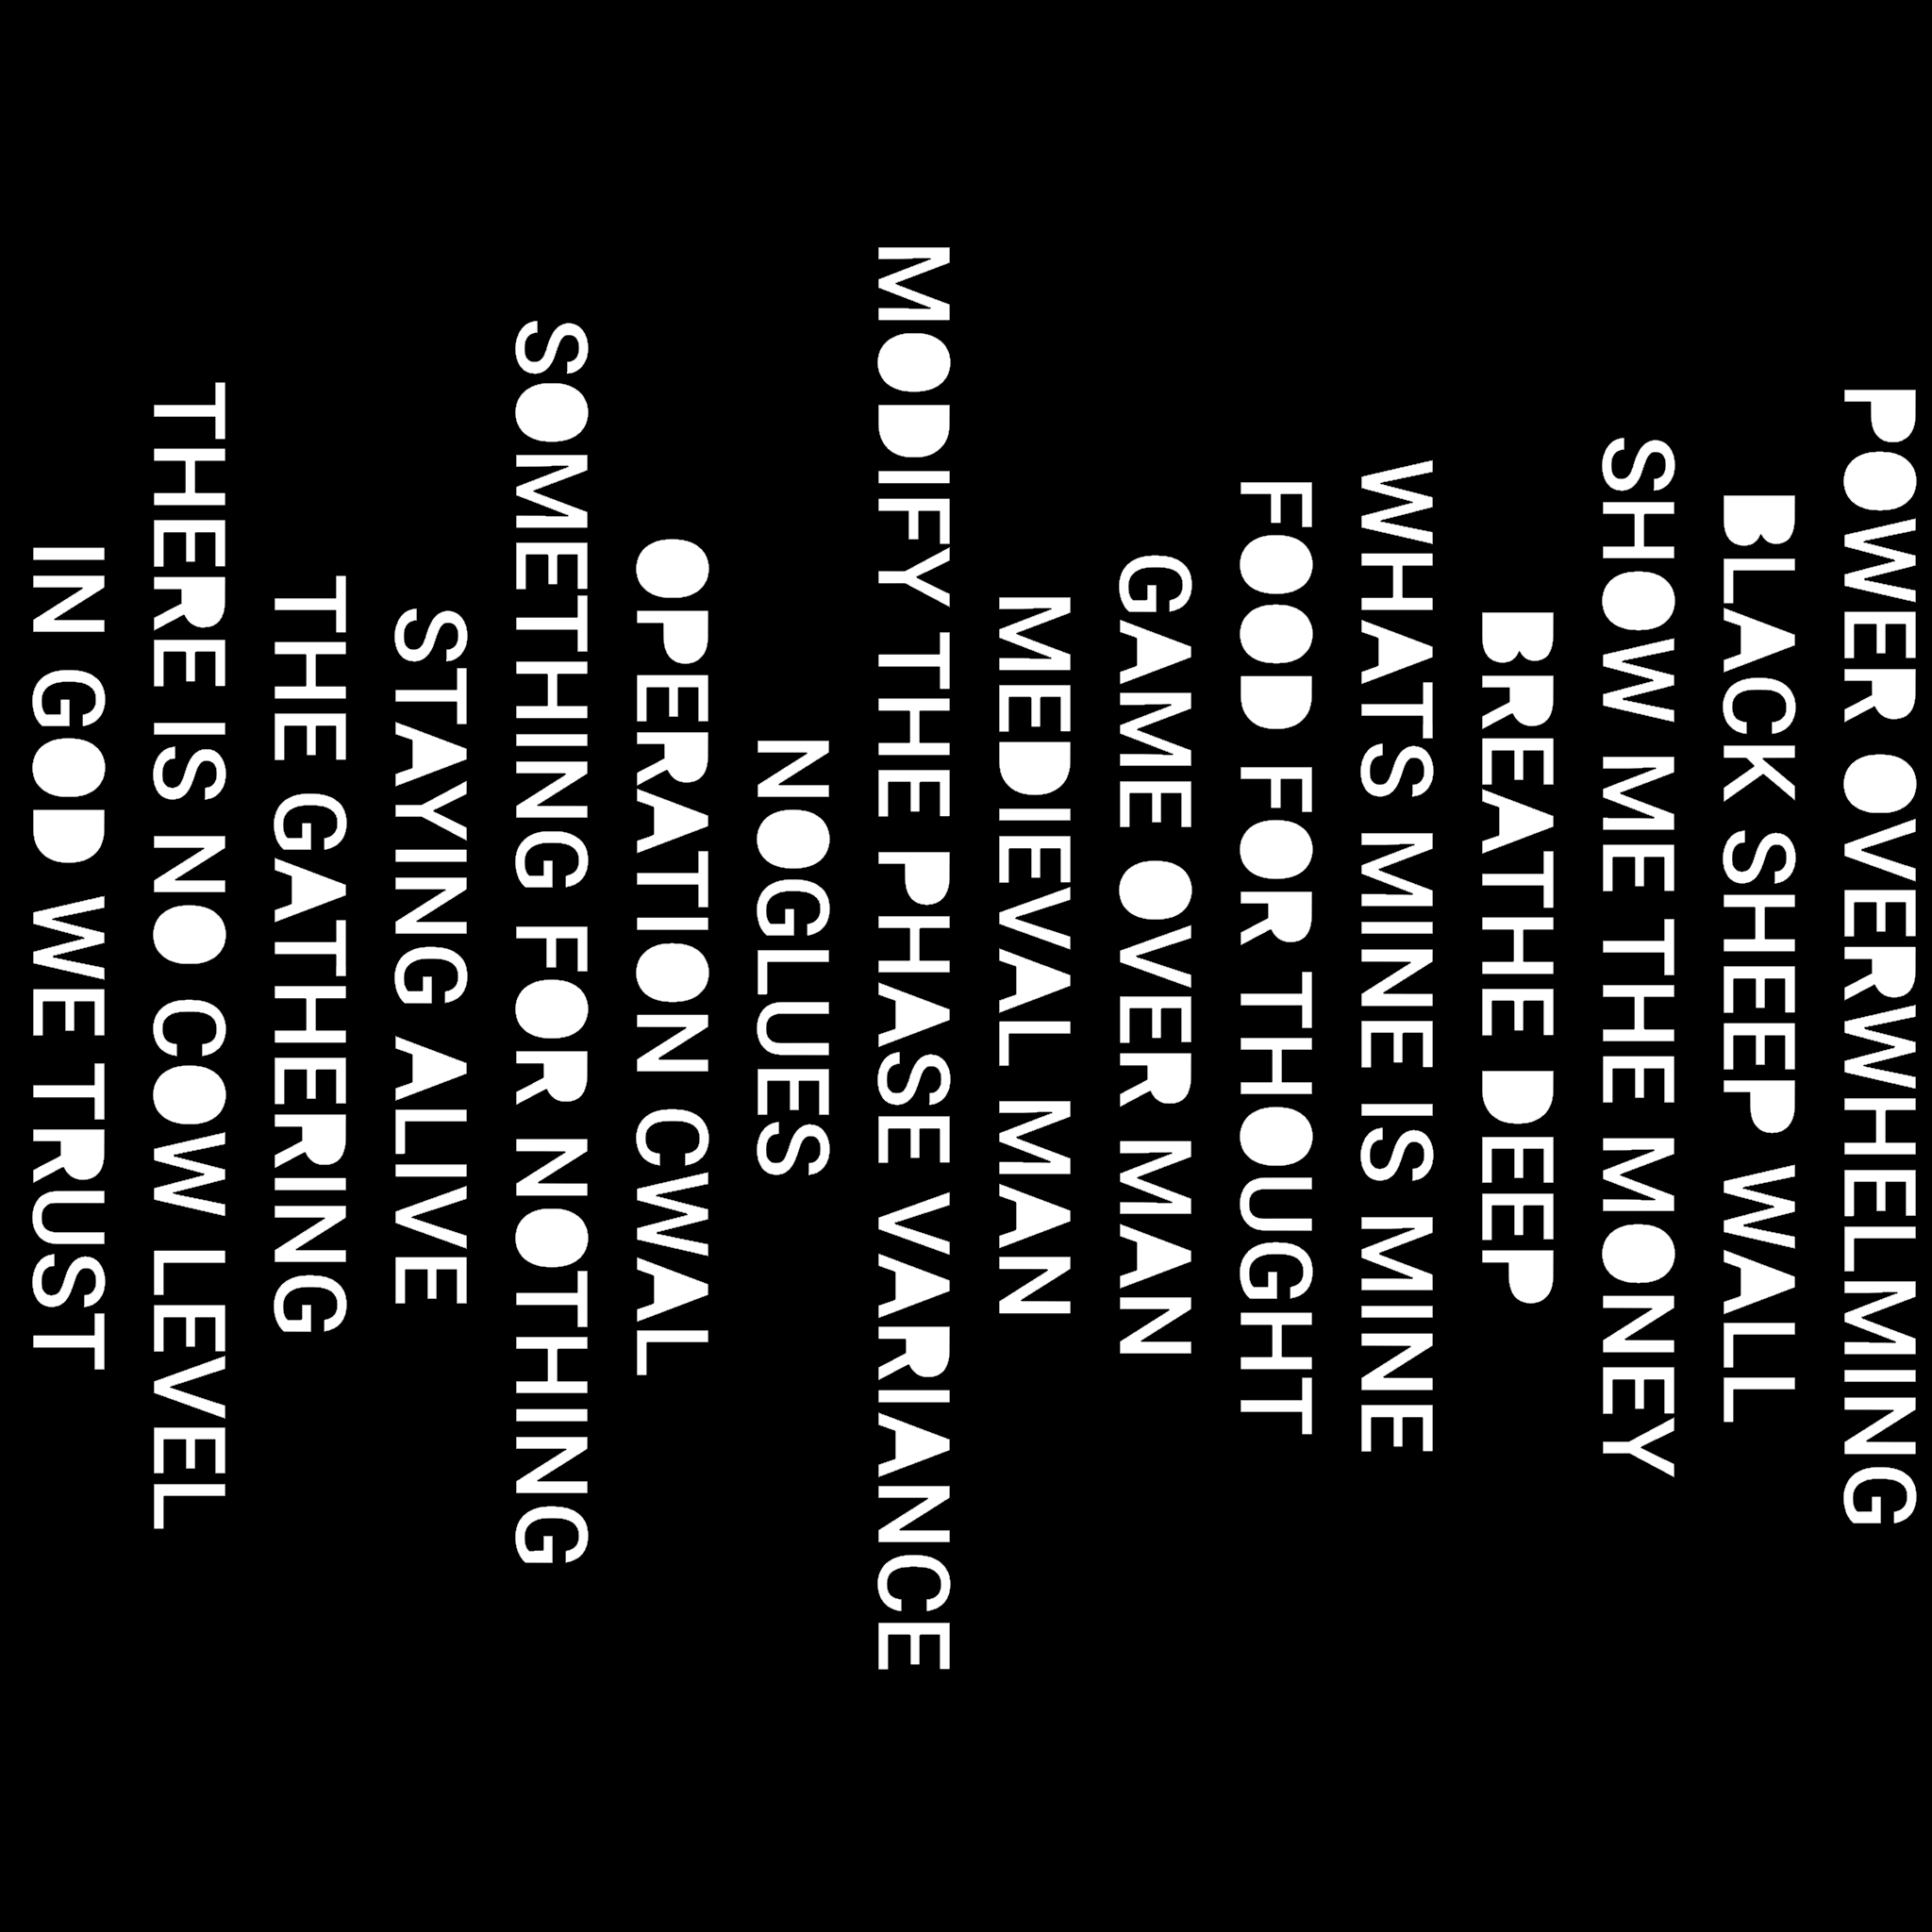 POWER OVERWHELMING
BLACK SHEEP WALL
SHOW ME THE MONEY
BREATHE DEEP
WHATS MINE IS MINE
FOOD FOR THOUGHT
GAME OVER MAN
MEDIEVAL MAN
MODIFY THE PHASE VARIANCE
NOGLUES
OPERATION CWAL
SOMETHING FOR NOTHING
STAYING ALIVE
THE GATHERING
THERE IS NO COW LEVEL
IN GOD WE TRUST